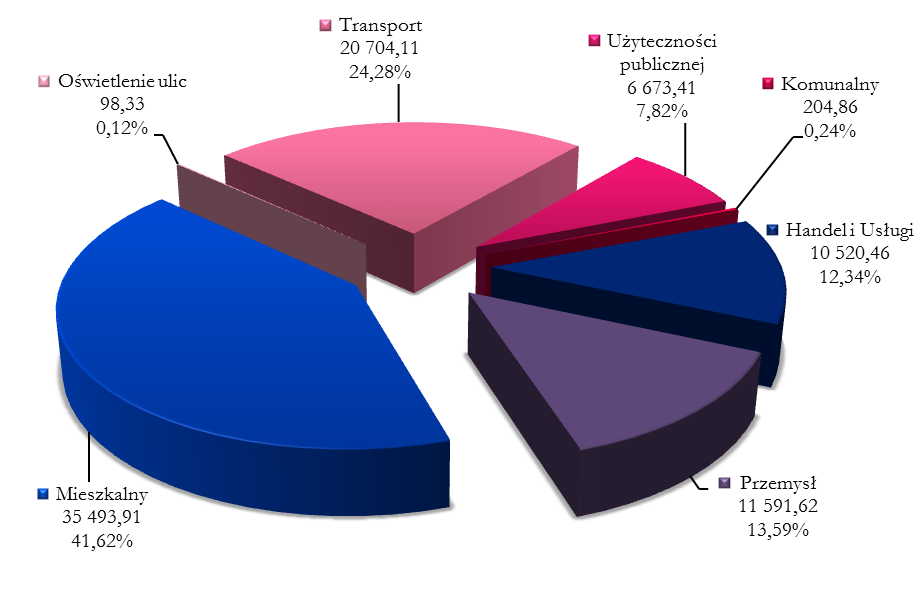 Transport
20 704,11
24,28%
Użyteczności
publicznej
6 673,41
7,82%
Oświetlenie ulic
98,33
0,12%
Komunalny
204,86
0,24%
Handel i Usługi
10 520,46
12,34%
Mieszkalny
35 493,91
41,62%
Przemysł
11 591,62
13,59%